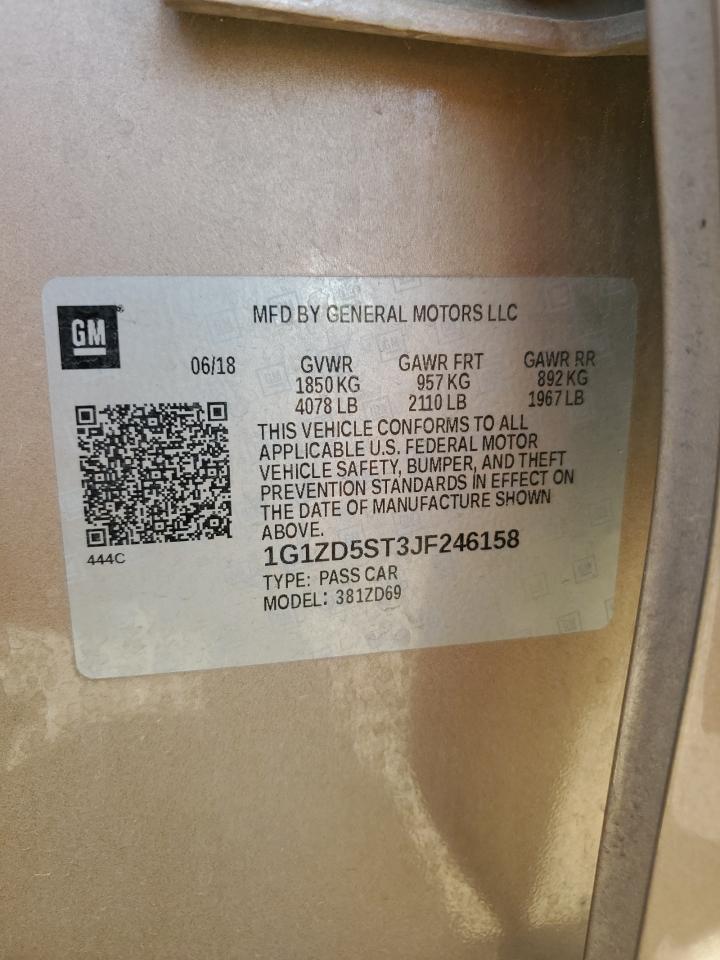 GM
MFD BY GENERAL MOTORS LLC
06/18 GVWR GAWR FRT GAWR RR
1850 KG 957 KG 892 KG
4078 LB 2110 LB 1967 LB
THIS VEHICLE CONFORMS TO ALL
APPLICABLE U.S. FEDERAL MOTOR
VEHICLE SAFETY, BUMPER, AND THEFT
PREVENTION STANDARDS IN EFFECT ON
THE DATE OF MANUFACTURE SHOWN
ABOVE.
444C
1G1ZD5ST3JF246158
TYPE: PASS CAR
MODEL: 381ZD69